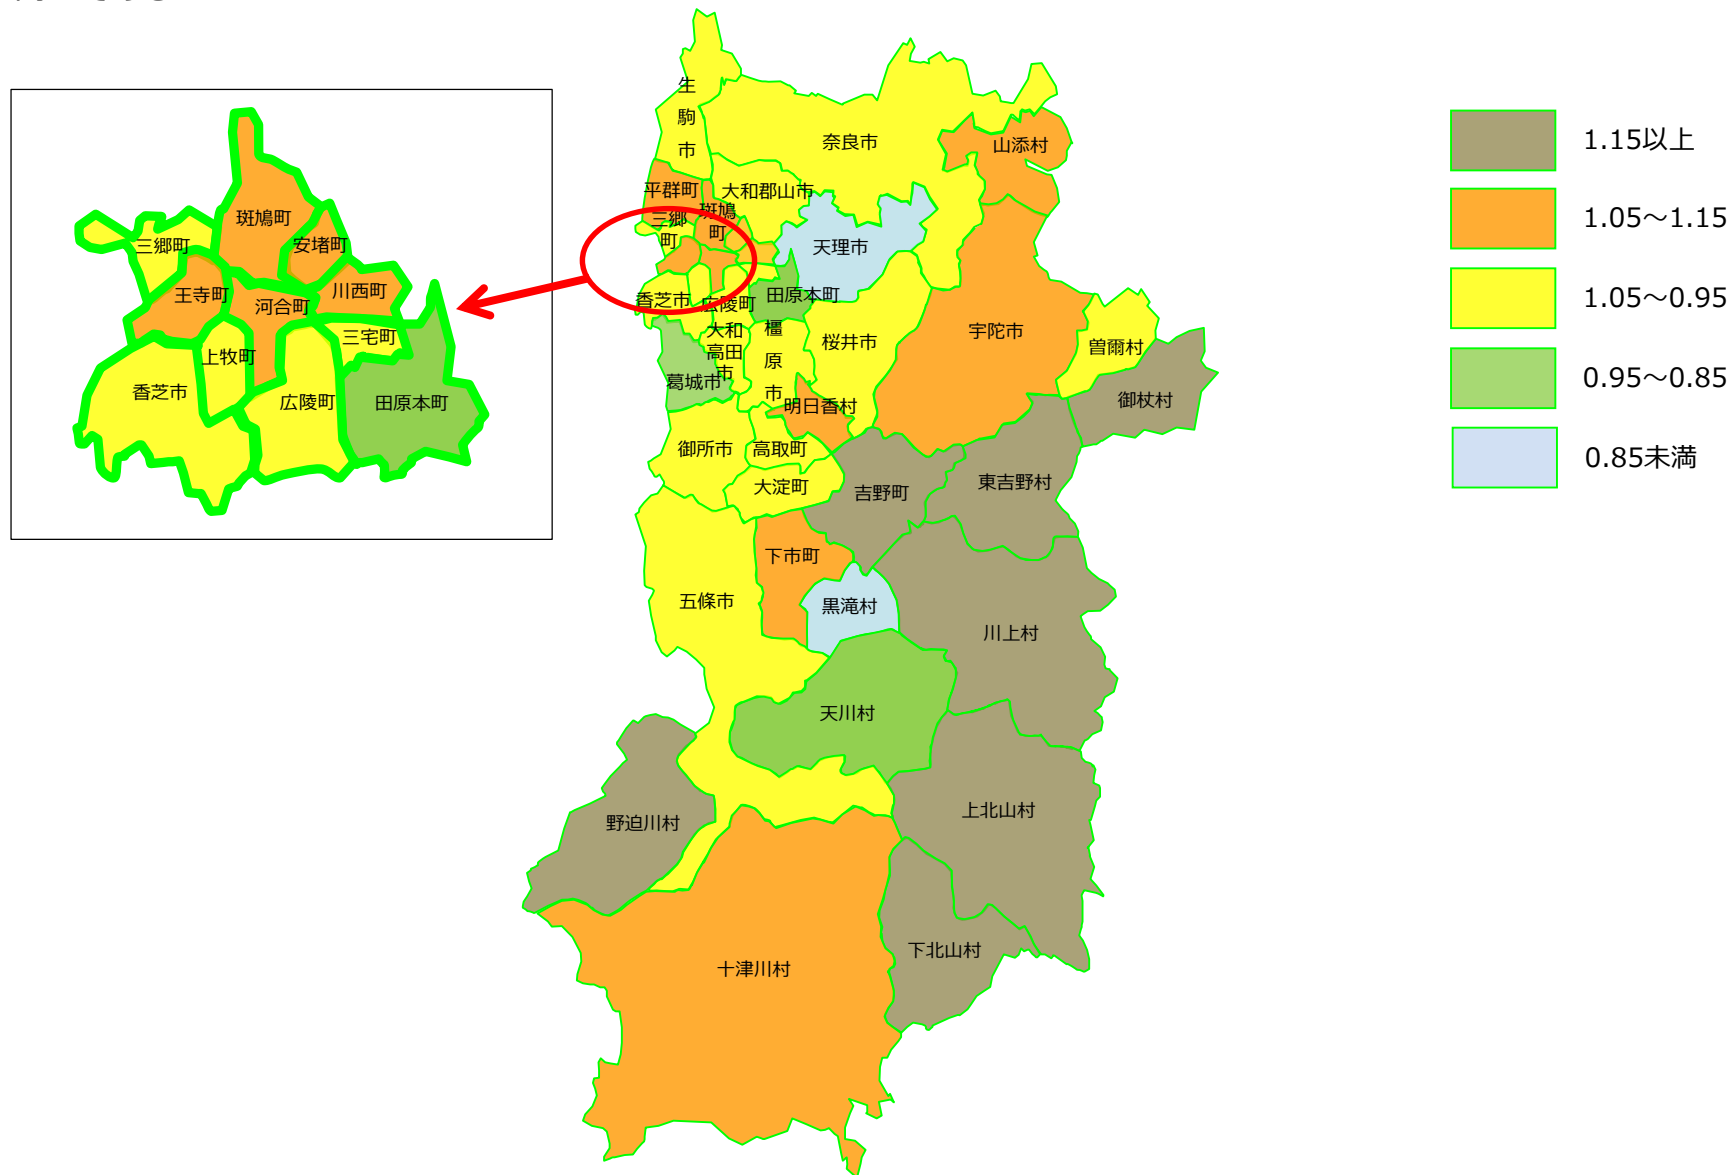 生駒市
奈良市
山添村
平群町
大和郡山市
三郷町
斑鳩町
天理市
香芝市
広陵町
田原本町
大和高田市
橿原市
桜井市
宇陀市
曽爾村
葛城市
明日香村
御杖村
御所市
高取町
大淀町
吉野町
東吉野村
下市町
五條市
黒滝村
川上村
天川村
野迫川村
上北山村
下北山村
十津川村
斑鳩町
三郷町
安堵町
王寺町
河合町
川西町
三宅町
上牧町
香芝市
広陵町
田原本町
1.15以上
1.05～1.15
1.05～0.95
0.95～0.85
0.85未満